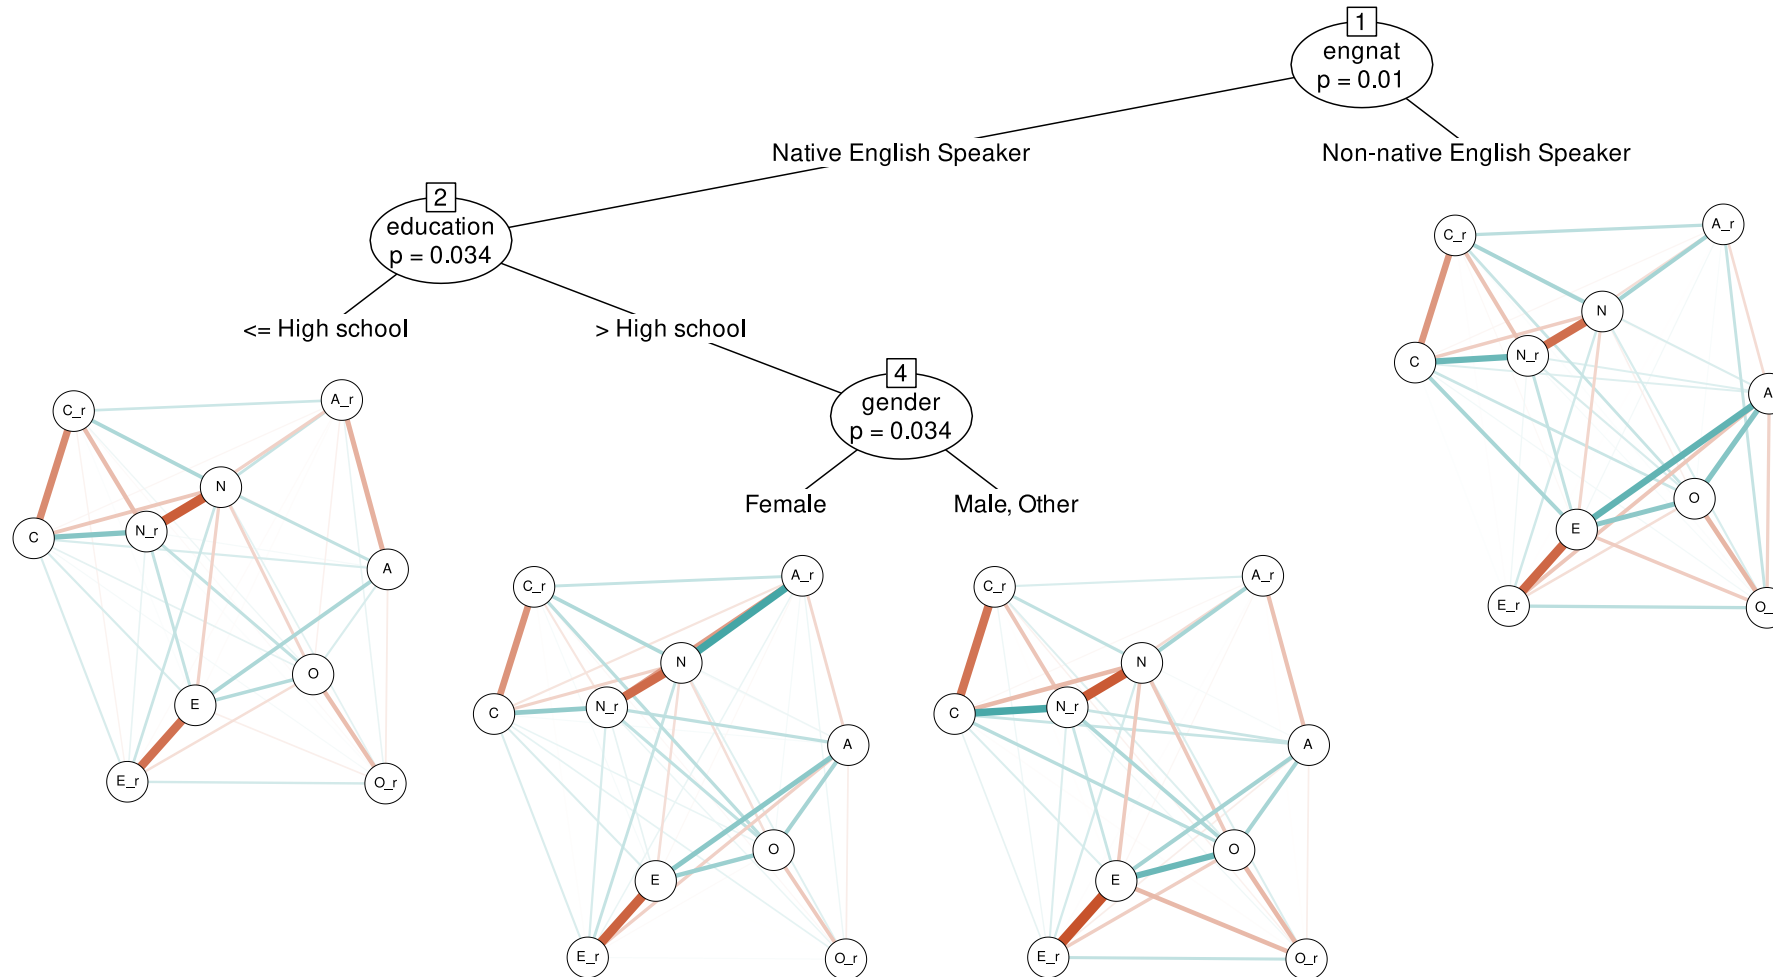 1
engnat
p = 0.01
Native English Speaker
Non-native English Speaker
2
education
p = 0.034
<= High school
> High school
4
gender
p = 0.034
Female
Male, Other
C_r
A_r
N
N_r
C
A
O
E
E_r
O_r
C_r
A_r
N
N_r
C
A
O
E
E_r
O_r
C_r
A_r
N
N_r
C
A
O
E
E_r
O_r
C_r
A_r
N
N_r
C
A
O
E
E_r
O_